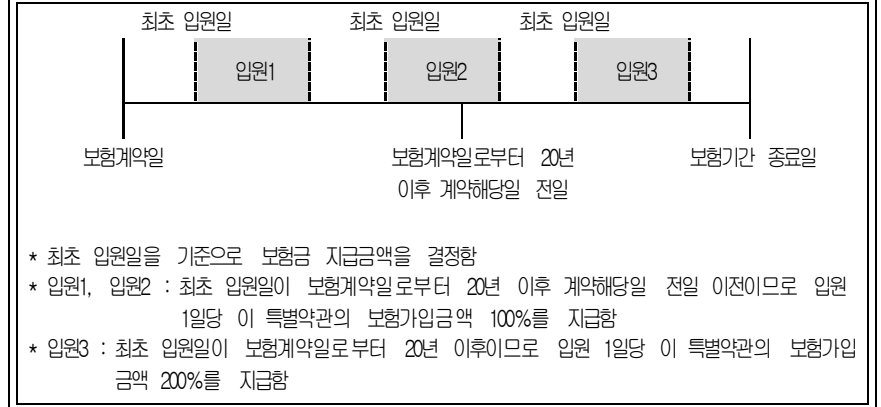 최초 입원일 최초 입원일 최초 입원일
입원1 입원2 입원3
보험계약일 보험계약일로부터 20년 보험기간 종료일
이후 계약해당일 전일
* 최초 입원일을 기준으로 보험금 지급금액을 결정함
* 입원1, 입원2 : 최초 입원일이 보험계약일로부터 20년 이후 계약해당일 전일 이전이므로 입원
1일당 이 특별약관의 보험가입금액 100%를 지급함
* 입원3 : 최초 입원일이 보험계약일로부터 20년 이후이므로 입원 1일당 이 특별약관의 보험가입
금액 200%를 지급함